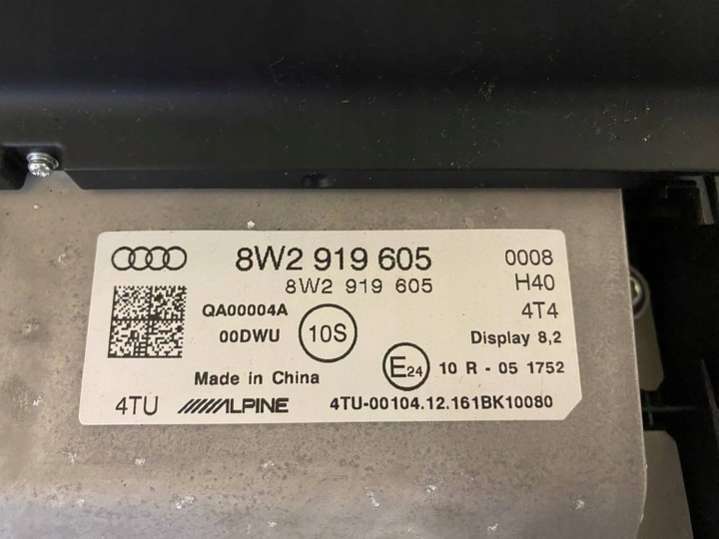 8W2 919 605 0008
8W2 919 605 H40
QA00004A 4T4
00DWU 10S Display 8,2
Made in China E24 10 R - 05 1752
4TU ALPINE 4TU-00104.12.161BK10080